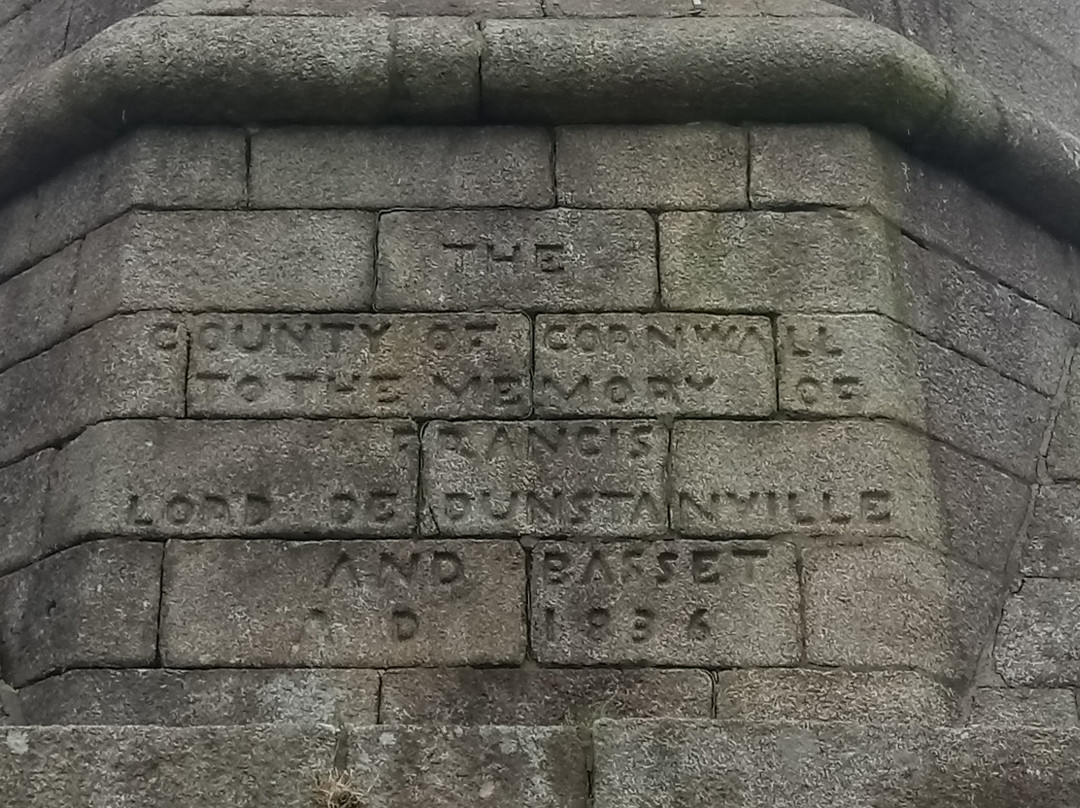 THE
COUNTY OF CORNWALL
TO THE MEMORY OF
FRANCIS
LORD DE DUNSTANVILLE
AND BASSET
A D 1836